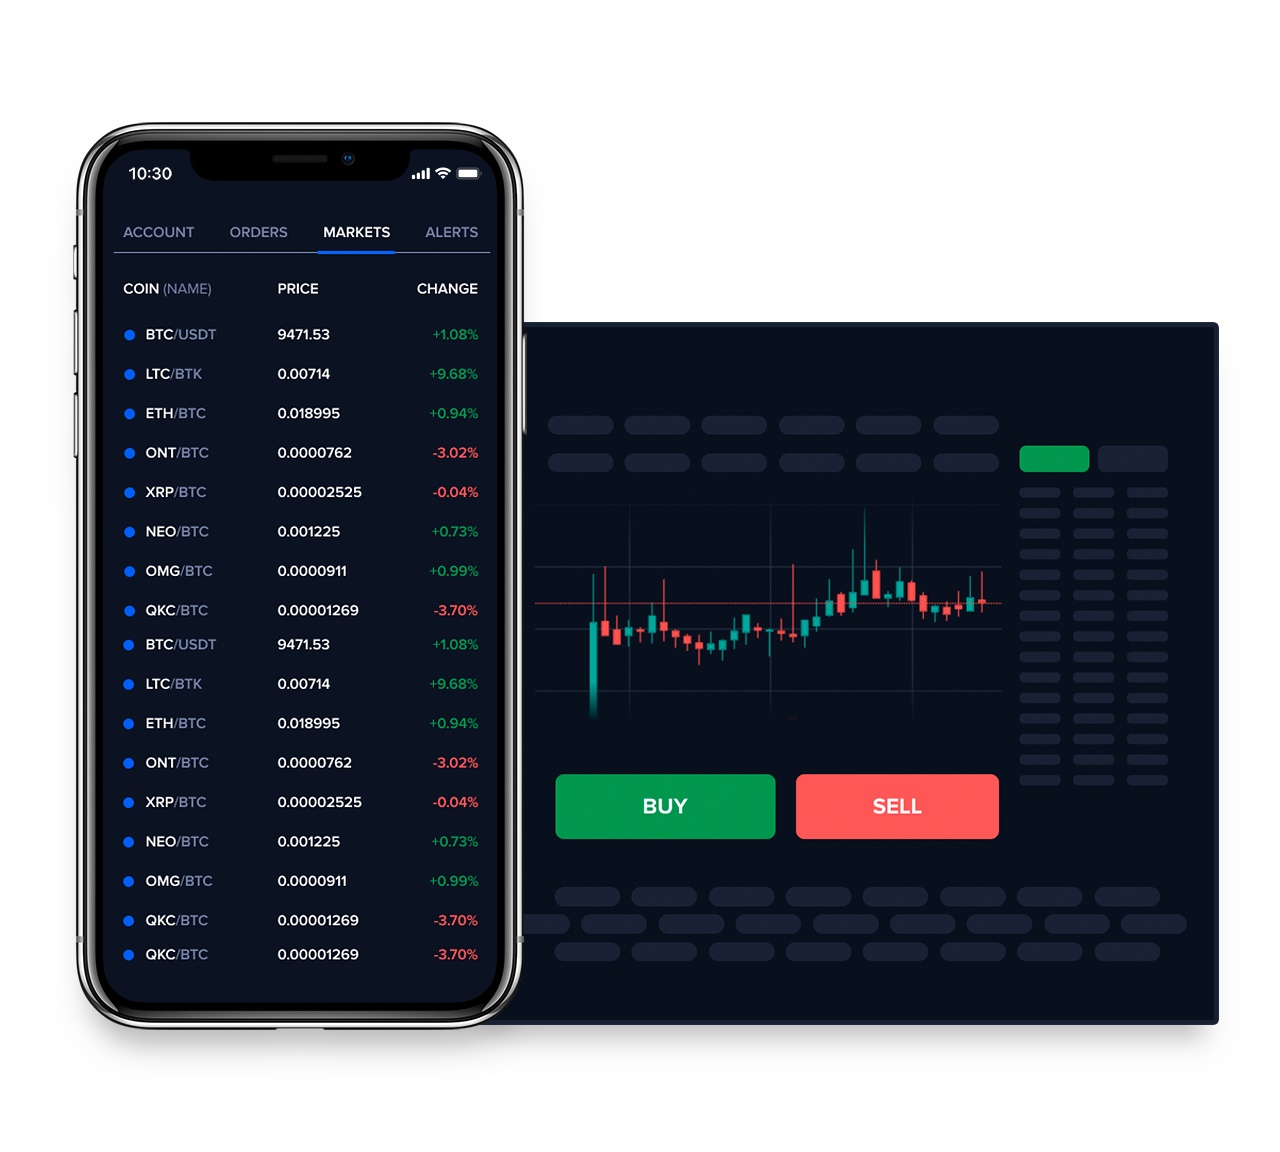 10:30
ACCOUNT ORDERS MARKETS ALERTS
COIN (NAME) PRICE CHANGE
BTC/USDT 9471.53 +1.08%
LTC/BTK 0.00714 +9.68%
ETH/BTC 0.018995 +0.94%
ONT/BTC 0.0000762 -3.02%
XRP/BTC 0.00002525 -0.04%
NEO/BTC 0.001225 +0.73%
OMG/BTC 0.0000911 +0.99%
QKC/BTC 0.00001269 -3.70%
BTC/USDT 9471.53 +1.08%
LTC/BTK 0.00714 +9.68%
ETH/BTC 0.018995 +0.94%
ONT/BTC 0.0000762 -3.02%
XRP/BTC 0.00002525 -0.04%
NEO/BTC 0.001225 +0.73%
OMG/BTC 0.0000911 +0.99%
QKC/BTC 0.00001269 -3.70%
QKC/BTC 0.00001269 -3.70%
BUY SELL